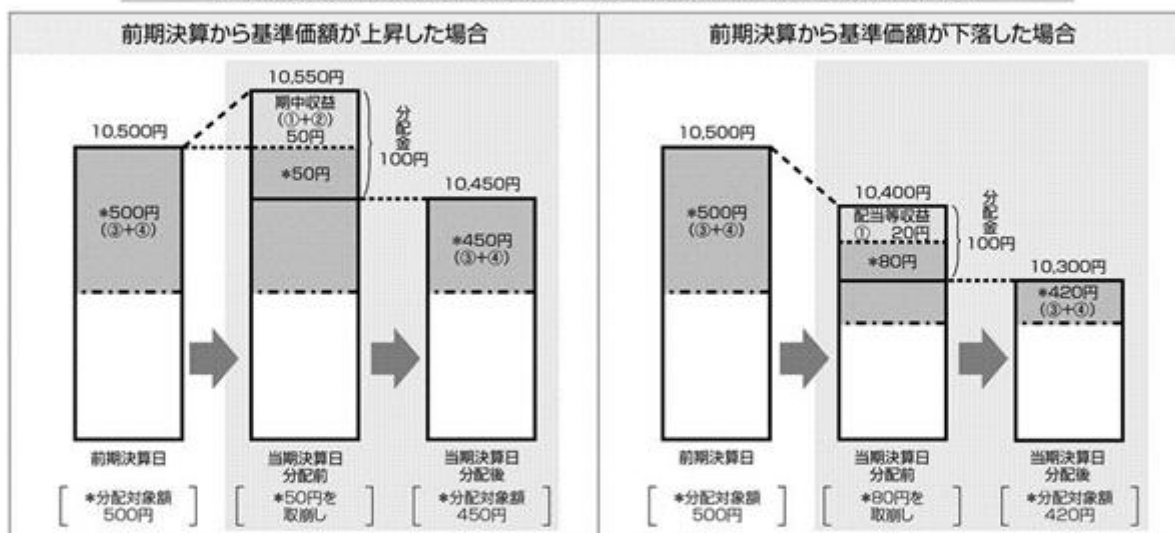 前期決算から基準価額が上昇した場合
10,500円
*500円
(③+④)
前期決算日
*分配対象額
500円
10,550円
期中収益
(①+②)
50円
*50円
分配金
100円
当期決算日
分配前
*50円を
取崩し
10,450円
*450円
(③+④)
当期決算日
分配後
*分配対象額
450円
前期決算から基準価額が下落した場合
10,500円
*500円
(③+④)
前期決算日
*分配対象額
500円
10,400円
配当等収益
① 20円
*80円
分配金
100円
当期決算日
分配前
*80円を
取崩し
10,300円
*420円
(③+④)
当期決算日
分配後
*分配対象額
420円